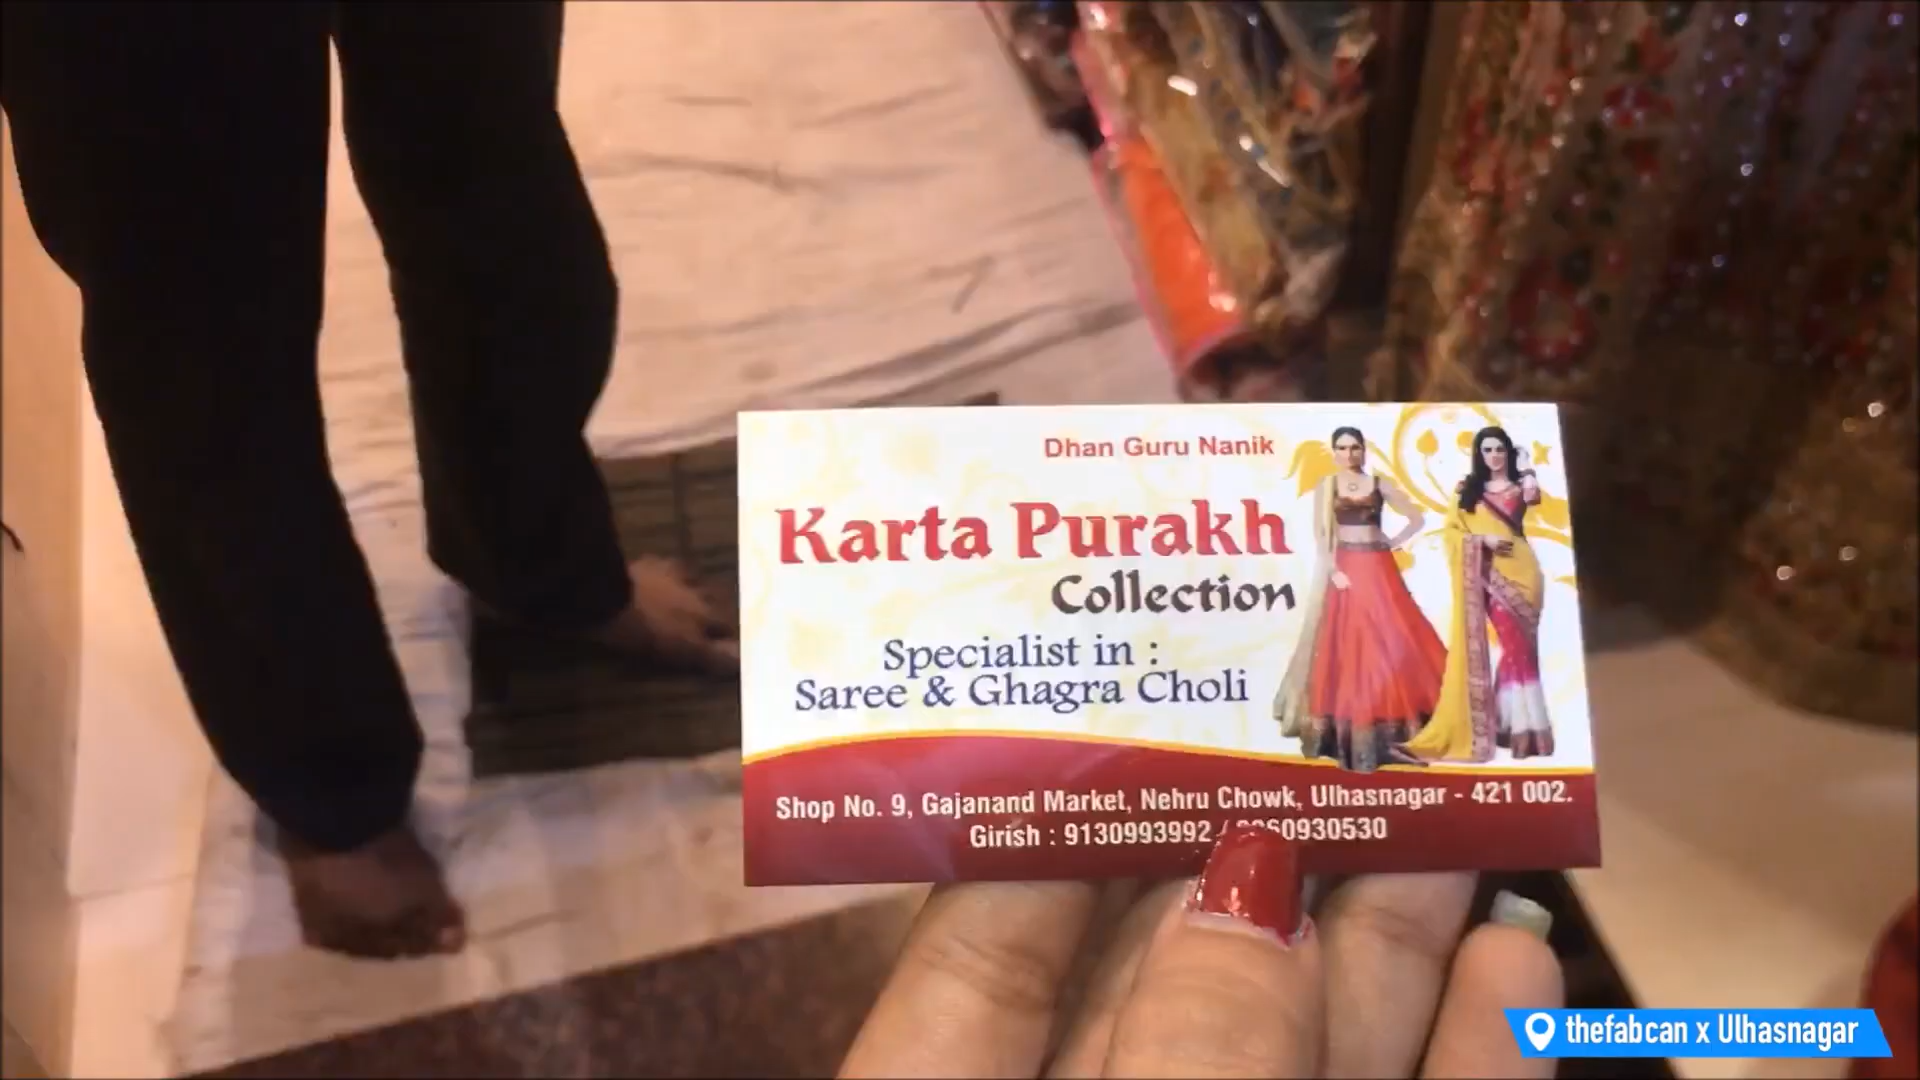 Dhan Guru Nanik
Karta Purakh
Collection
Specialist in :
Saree & Ghagra Choli
Shop No. 9, Gajanand Market, Nehru Chowk, Ulhasnagar - 421 002.
Girish : 9130993992 /
thefabcan x Ulhasnagar